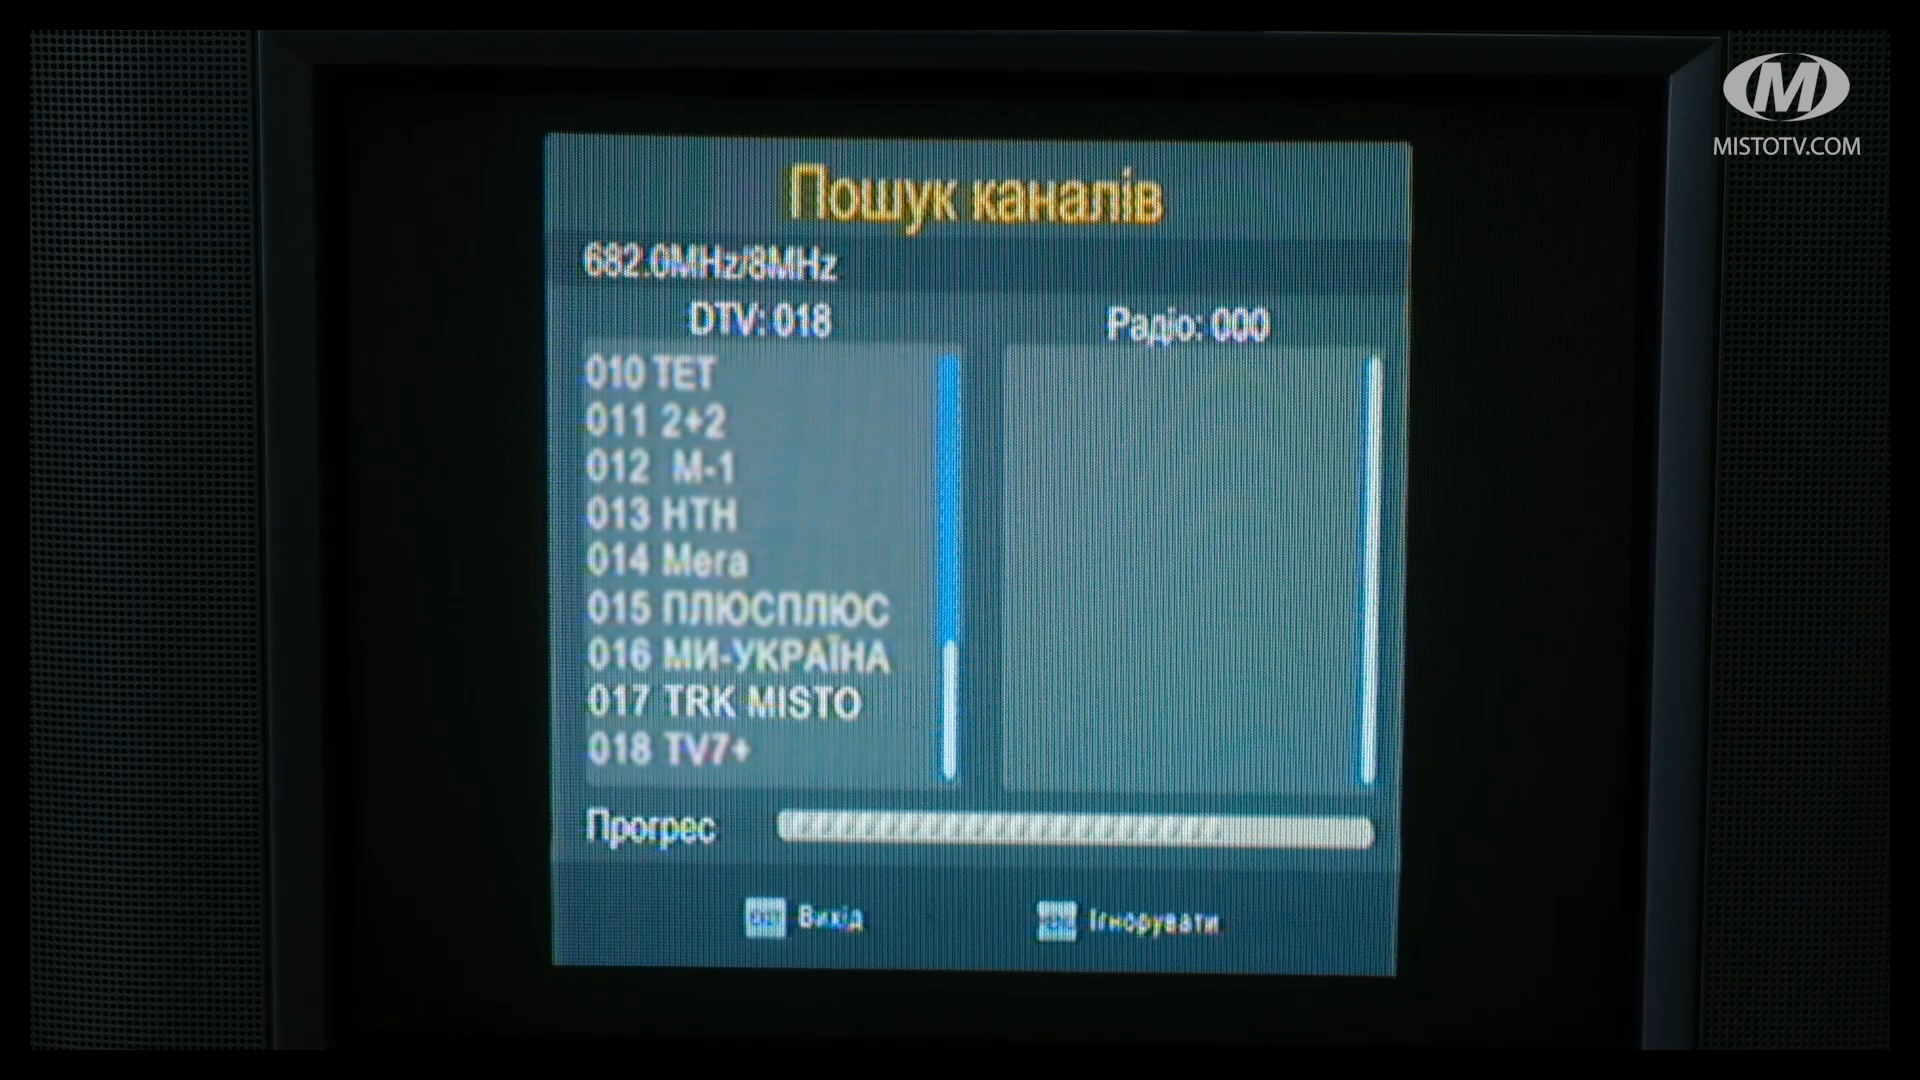 M
MISTOTV.COM
Пошук каналів
682.0MHz/8MHz
DTV: 018
Радіо: 000
010 ТЕТ
011 2+2
012 М-1
013 НТН
014 Мега
015 ПЛЮСПЛЮС
016 МИ-УКРАЇНА
017 TRK MISTO
018 TV7+
Прогрес
Вихід
Ігнорувати